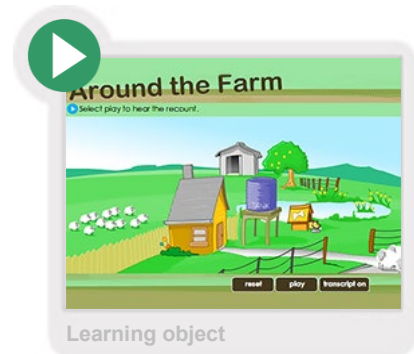 Around the Farm
Select play to hear the recount.
reset play transcript on
Learning object